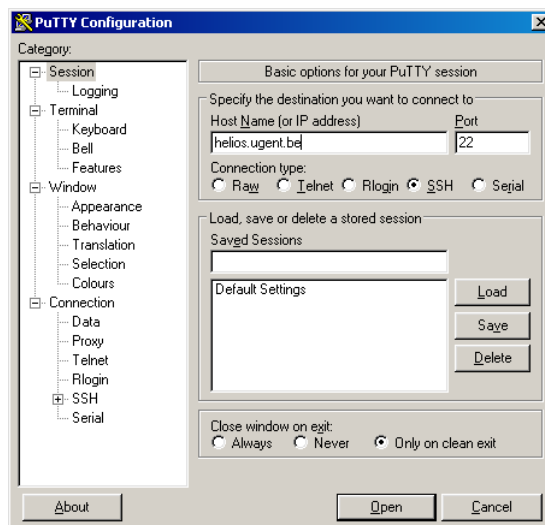 PuTTY Configuration
Category:
Session
Logging
Terminal
Keyboard
Bell
Features
Window
Appearance
Behaviour
Translation
Selection
Colours
Connection
Data
Proxy
Telnet
Rlogin
SSH
Serial
Basic options for your PuTTY session
Specify the destination you want to connect to
Host Name (or IP address) Port
helios.ugent.be 22
Connection type:
Raw Telnet Rlogin SSH Serial
Load, save or delete a stored session
Saved Sessions
Default Settings
Load
Save
Delete
Close window on exit:
Always Never Only on clean exit
About Open Cancel